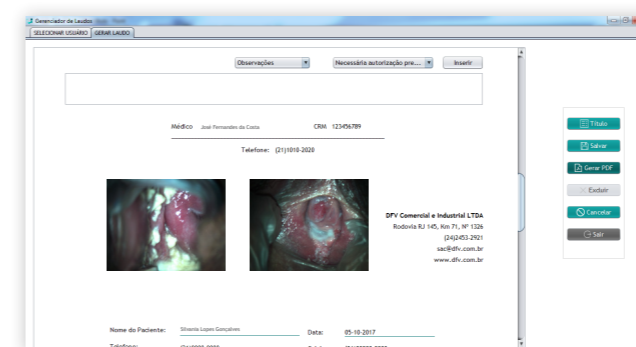 Gerenciador de Laudos
SELECIONAR USUÁRIO GERAR LAUDO
Observações Necessária autorização pre... Inserir
Médico José Fernandes da Costa CRM 123456789
Telefone: (21)1010-2020
Título
Salvar
Gerar PDF
Excluir
Cancelar
Sair
DFV Comercial e Industrial LTDA
Rodovia RJ 145, Km 71, Nº 1326
(24)2453-2921
sac@dfv.com.br
www.dfv.com.br
Nome do Paciente: Silvania Lopes Gonçalves Data: 05-10-2017
Telefone: